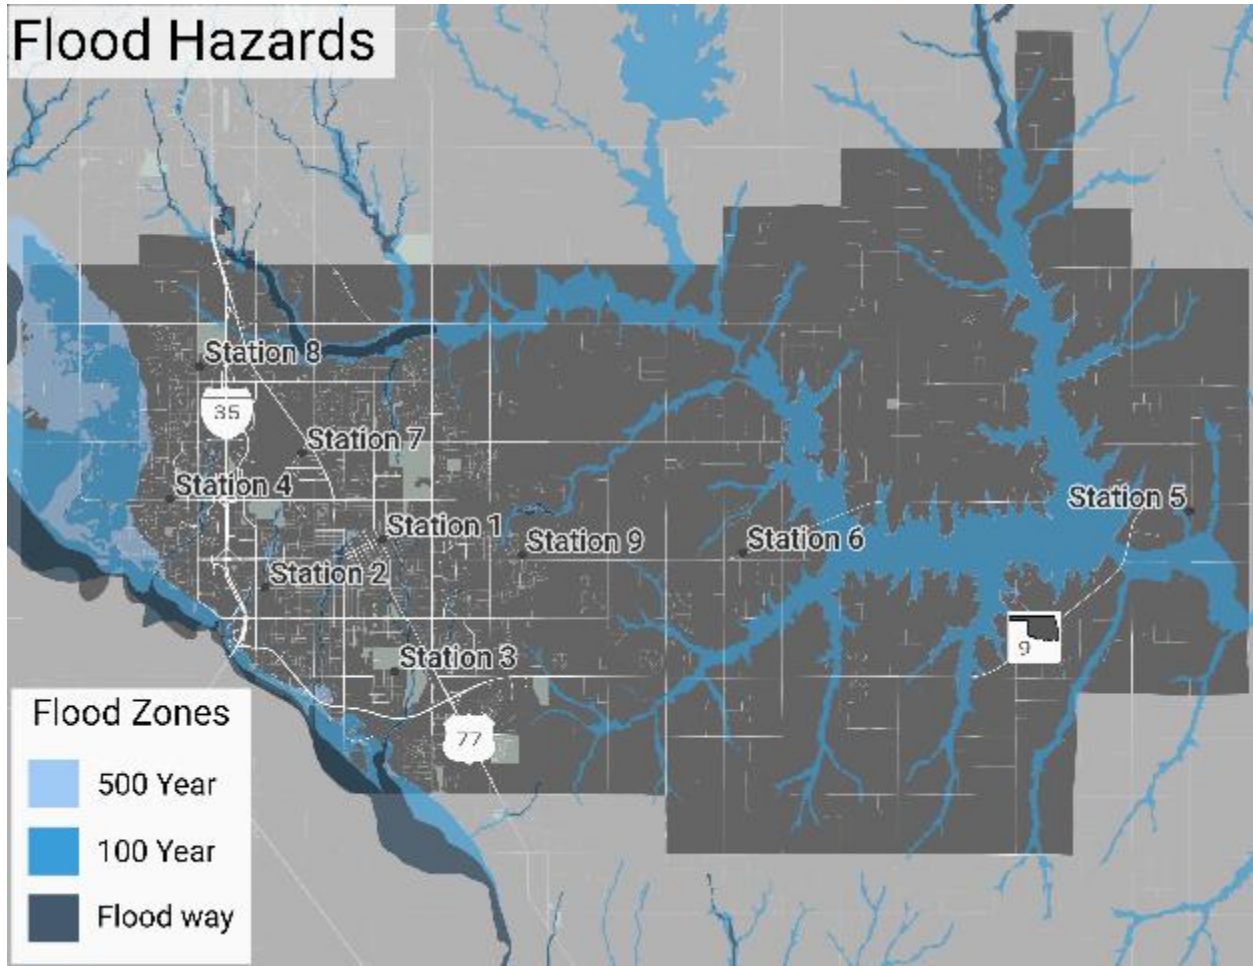 Flood Hazards
Station 8
35
Station 7
Station 4
Station 5
Station 1
Station 9
Station 6
Station 2
9
Station 3
77
Flood Zones
500 Year
100 Year
Flood way